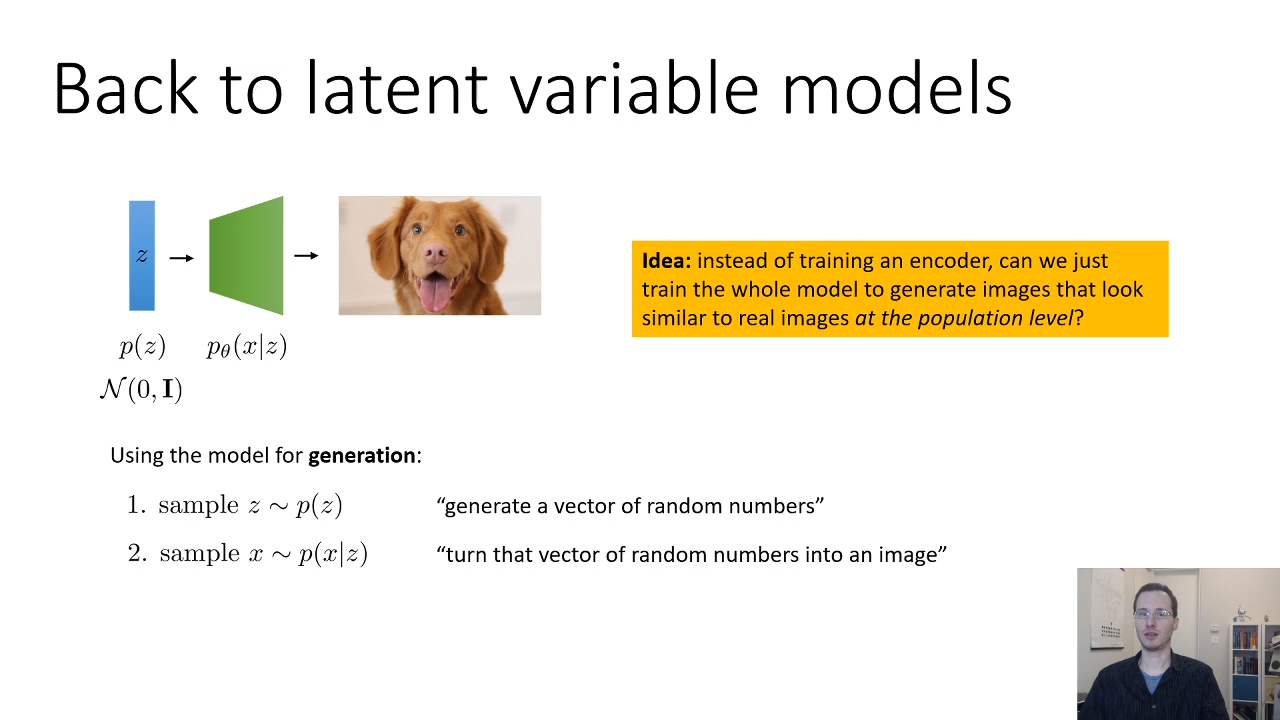 Back to latent variable models
z
p(z)
pθ(x|z)
𝒩(0, I)
Idea: instead of training an encoder, can we just
train the whole model to generate images that look
similar to real images at the population level?
Using the model for generation:
1. sample z ∼ p(z)
“generate a vector of random numbers”
2. sample x ∼ p(x|z)
“turn that vector of random numbers into an image”